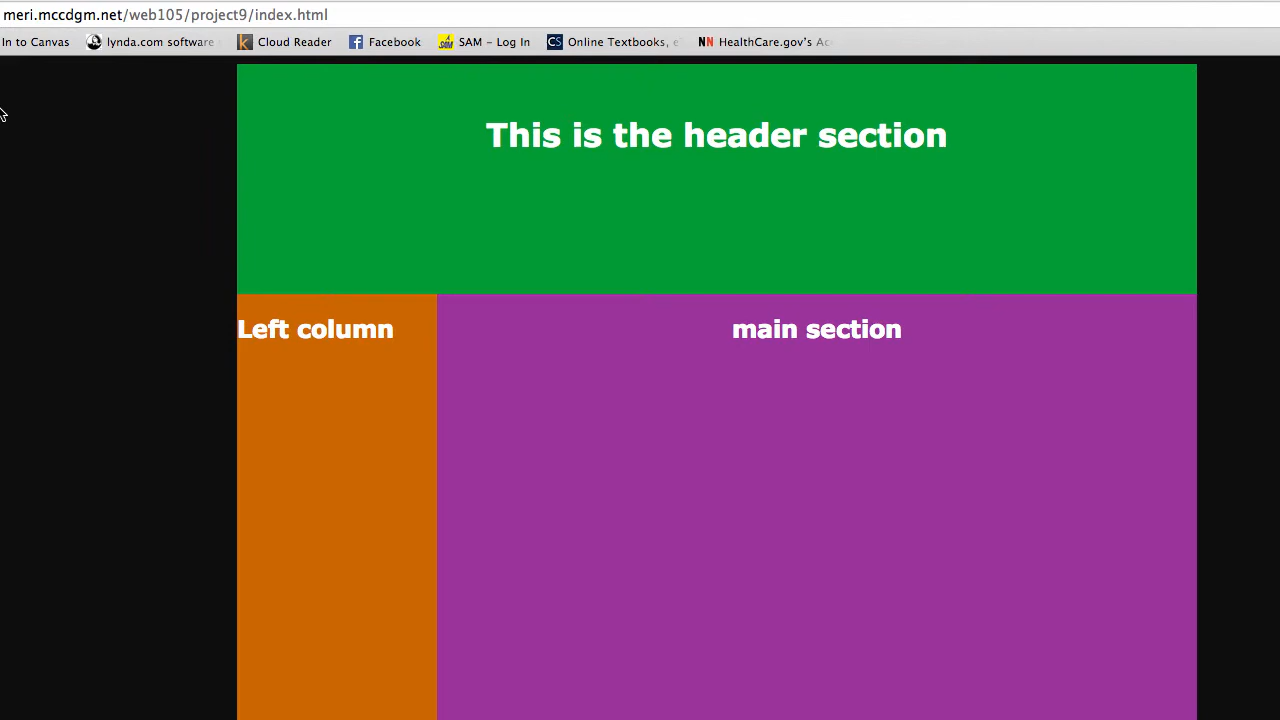 meri.mccdgm.net/web105/project9/index.html
In to Canvas lynda.com software Cloud Reader Facebook SAM – Log In Online Textbooks, HealthCare.gov's
This is the header section
Left column main section